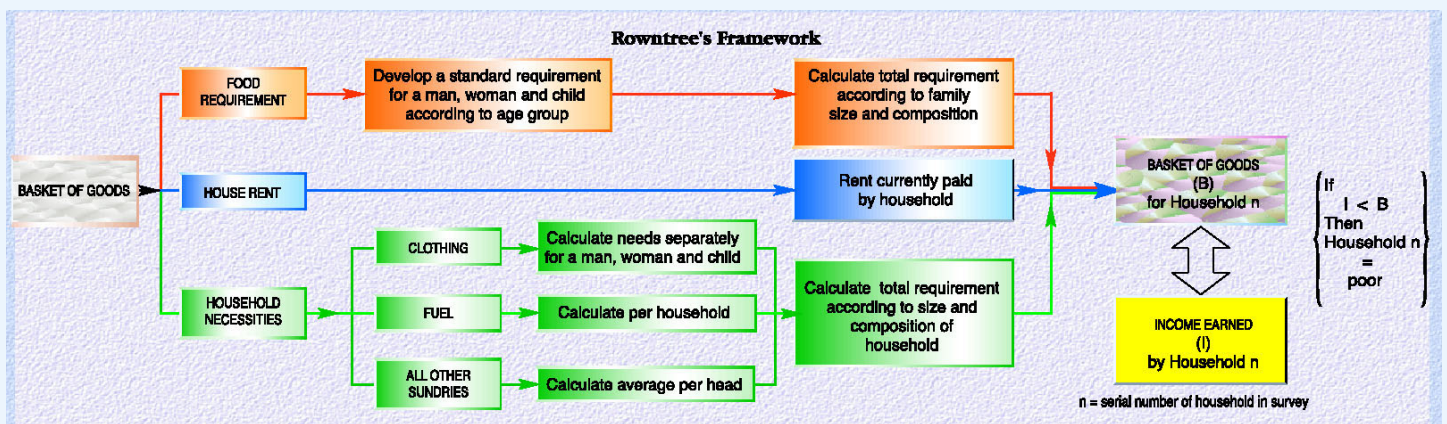 Rowntree's Framework
BASKET OF GOODS
FOOD
REQUIREMENT
Develop a standard requirement
for a man, woman and child
according to age group
Calculate total requirement
according to family
size and composition
HOUSE RENT
Rent currently paid
by household
HOUSEHOLD
NECESSITIES
CLOTHING
Calculate needs separately
for a man, woman and child
FUEL
Calculate per household
ALL OTHER
SUNDRIES
Calculate average per head
Calculate total requirement
according to size and
composition of
household
BASKET OF GOODS
(B)
for Household n
INCOME EARNED
(I)
by Household n
n = serial number of household in survey
If
I < B
Then
Household n
=
poor